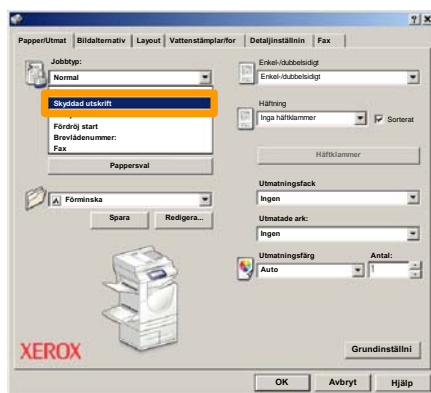 Papper/Utmat Bildalternativ Layout Vattenstämplar/for Detaljinställnin Fax
Jobbtyp:
Normal
Skyddad utskrift
Fördröj start
Brevlådenummer:
Fax
Pappersval
Förminska
Spara Redigera...
Enkel-/dubbelsidigt
Enkel-/dubbelsidigt
Häftning
Inga häftklammer Sorterat
Häftklammer
Utmatningsfack
Ingen
Utmatade ark:
Ingen
Utmatningsfärg Antal:
Auto 1
XEROX
Grundinställni
OK Avbryt Hjälp